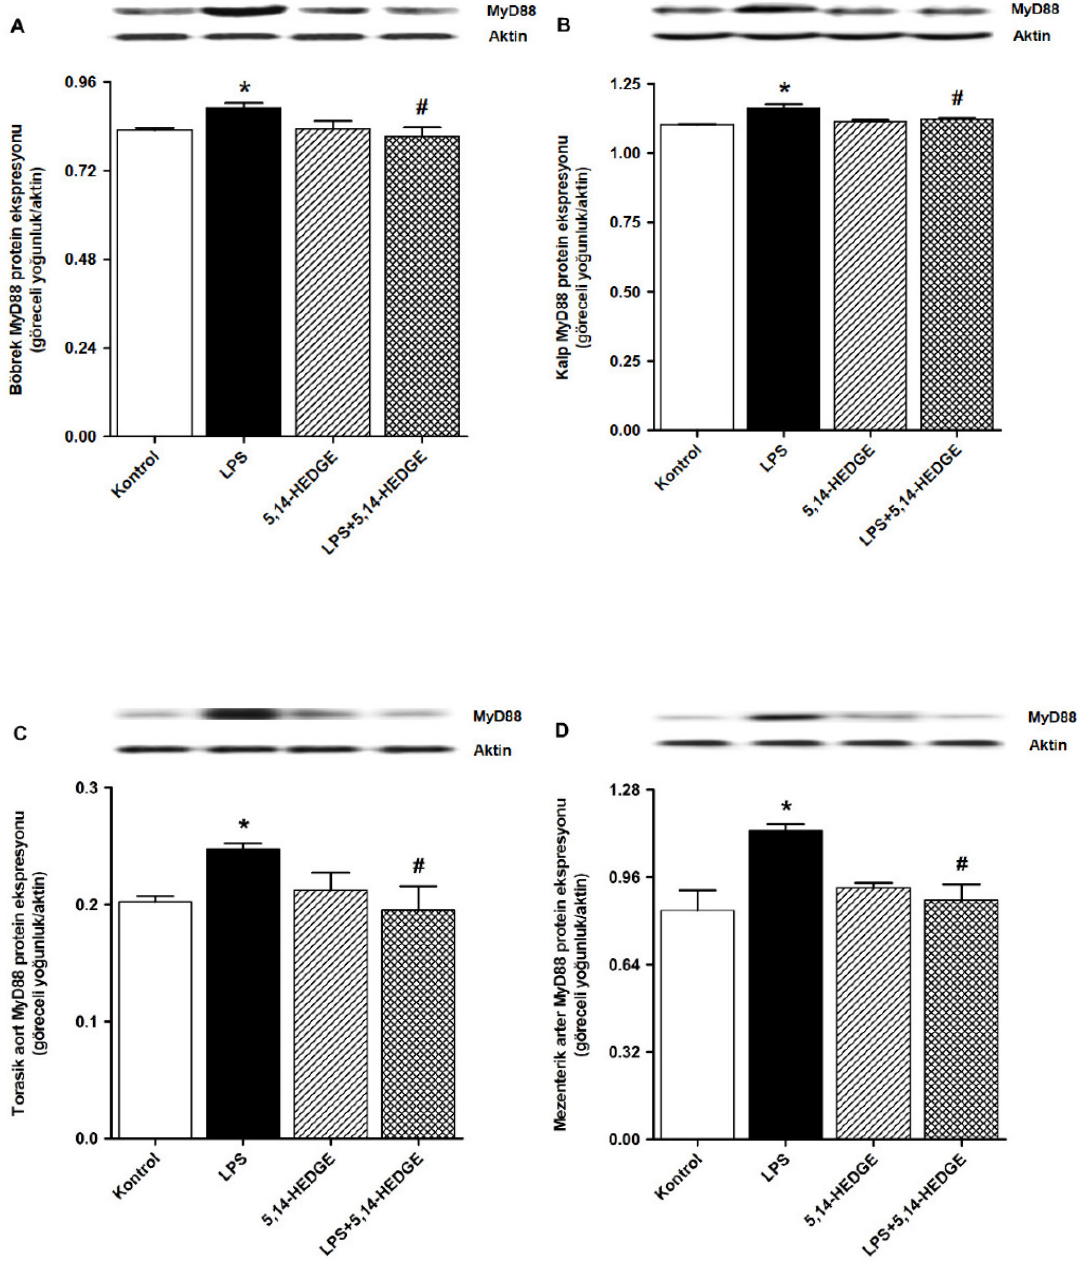 A
MyD88
Aktin
Böbrek MyD88 protein ekspresyonu
(göreceli yoğunluk/aktin)
0.96
0.72
0.48
0.24
0.00
*
#
Kontrol
LPS
5,14-HEDGE
LPS+5,14-HEDGE
B
MyD88
Aktin
Kalp MyD88 protein ekspresyonu
(göreceli yoğunluk/aktin)
1.25
1.00
0.75
0.50
0.25
0.00
*
#
Kontrol
LPS
5,14-HEDGE
LPS+5,14-HEDGE
C
MyD88
Aktin
Torasik aort MyD88 protein ekspresyonu
(göreceli yoğunluk/aktin)
0.3
0.2
0.1
0.0
*
#
Kontrol
LPS
5,14-HEDGE
LPS+5,14-HEDGE
D
MyD88
Aktin
Mezenterik arter MyD88 protein ekspresyonu
(göreceli yoğunluk/aktin)
1.28
0.96
0.64
0.32
0.00
*
#
Kontrol
LPS
5,14-HEDGE
LPS+5,14-HEDGE